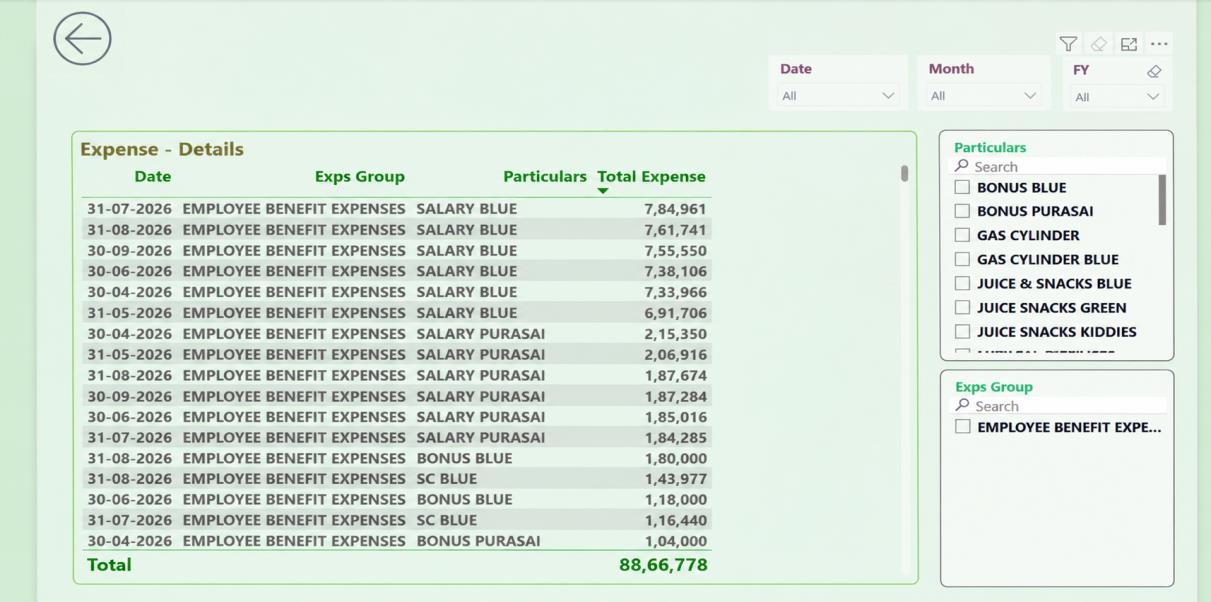 Date Month FY
All All All
Expense - Details
Date Exps Group Particulars Total Expense
31-07-2026 EMPLOYEE BENEFIT EXPENSES SALARY BLUE 7,84,961
31-08-2026 EMPLOYEE BENEFIT EXPENSES SALARY BLUE 7,61,741
30-09-2026 EMPLOYEE BENEFIT EXPENSES SALARY BLUE 7,55,550
30-06-2026 EMPLOYEE BENEFIT EXPENSES SALARY BLUE 7,38,106
30-04-2026 EMPLOYEE BENEFIT EXPENSES SALARY BLUE 7,33,966
31-05-2026 EMPLOYEE BENEFIT EXPENSES SALARY BLUE 6,91,706
30-04-2026 EMPLOYEE BENEFIT EXPENSES SALARY PURASAI 2,15,350
31-05-2026 EMPLOYEE BENEFIT EXPENSES SALARY PURASAI 2,06,916
31-08-2026 EMPLOYEE BENEFIT EXPENSES SALARY PURASAI 1,87,674
30-09-2026 EMPLOYEE BENEFIT EXPENSES SALARY PURASAI 1,87,284
30-06-2026 EMPLOYEE BENEFIT EXPENSES SALARY PURASAI 1,85,016
31-07-2026 EMPLOYEE BENEFIT EXPENSES SALARY PURASAI 1,84,285
31-08-2026 EMPLOYEE BENEFIT EXPENSES BONUS BLUE 1,80,000
31-08-2026 EMPLOYEE BENEFIT EXPENSES SC BLUE 1,43,977
30-06-2026 EMPLOYEE BENEFIT EXPENSES BONUS BLUE 1,18,000
31-07-2026 EMPLOYEE BENEFIT EXPENSES SC BLUE 1,16,440
30-04-2026 EMPLOYEE BENEFIT EXPENSES BONUS PURASAI 1,04,000
Total 88,66,778
Particulars
Search
BONUS BLUE
BONUS PURASAI
GAS CYLINDER
GAS CYLINDER BLUE
JUICE & SNACKS BLUE
JUICE SNACKS GREEN
JUICE SNACKS KIDDIES
Exps Group
Search
EMPLOYEE BENEFIT EXPE...